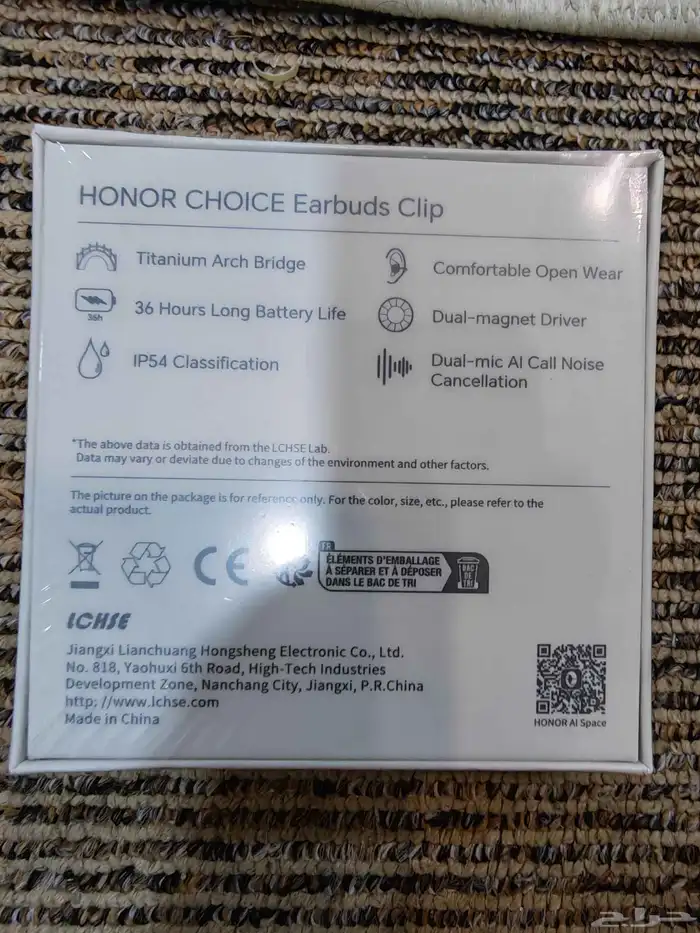 HONOR CHOICE Earbuds Clip
Titanium Arch Bridge
Comfortable Open Wear
36h
36 Hours Long Battery Life
Dual-magnet Driver
IP54 Classification
Dual-mic AI Call Noise
Cancellation
*The above data is obtained from the LCHSE Lab.
Data may vary or deviate due to changes of the environment and other factors.
The picture on the package is for reference only. For the color, size, etc., please refer to the
actual product.
CE
FR
ÉLÉMENTS D'EMBALLAGE
À SÉPARER ET À DÉPOSER
DANS LE BAC DE TRI
BAC
DE
TRI
LCHSE
Jiangxi Lianchuang Hongsheng Electronic Co., Ltd.
No. 818, Yaohuxi 6th Road, High-Tech Industries
Development Zone, Nanchang City, Jiangxi, P.R.China
http: //www.lchse.com
Made in China
HONOR AI Space
حراج